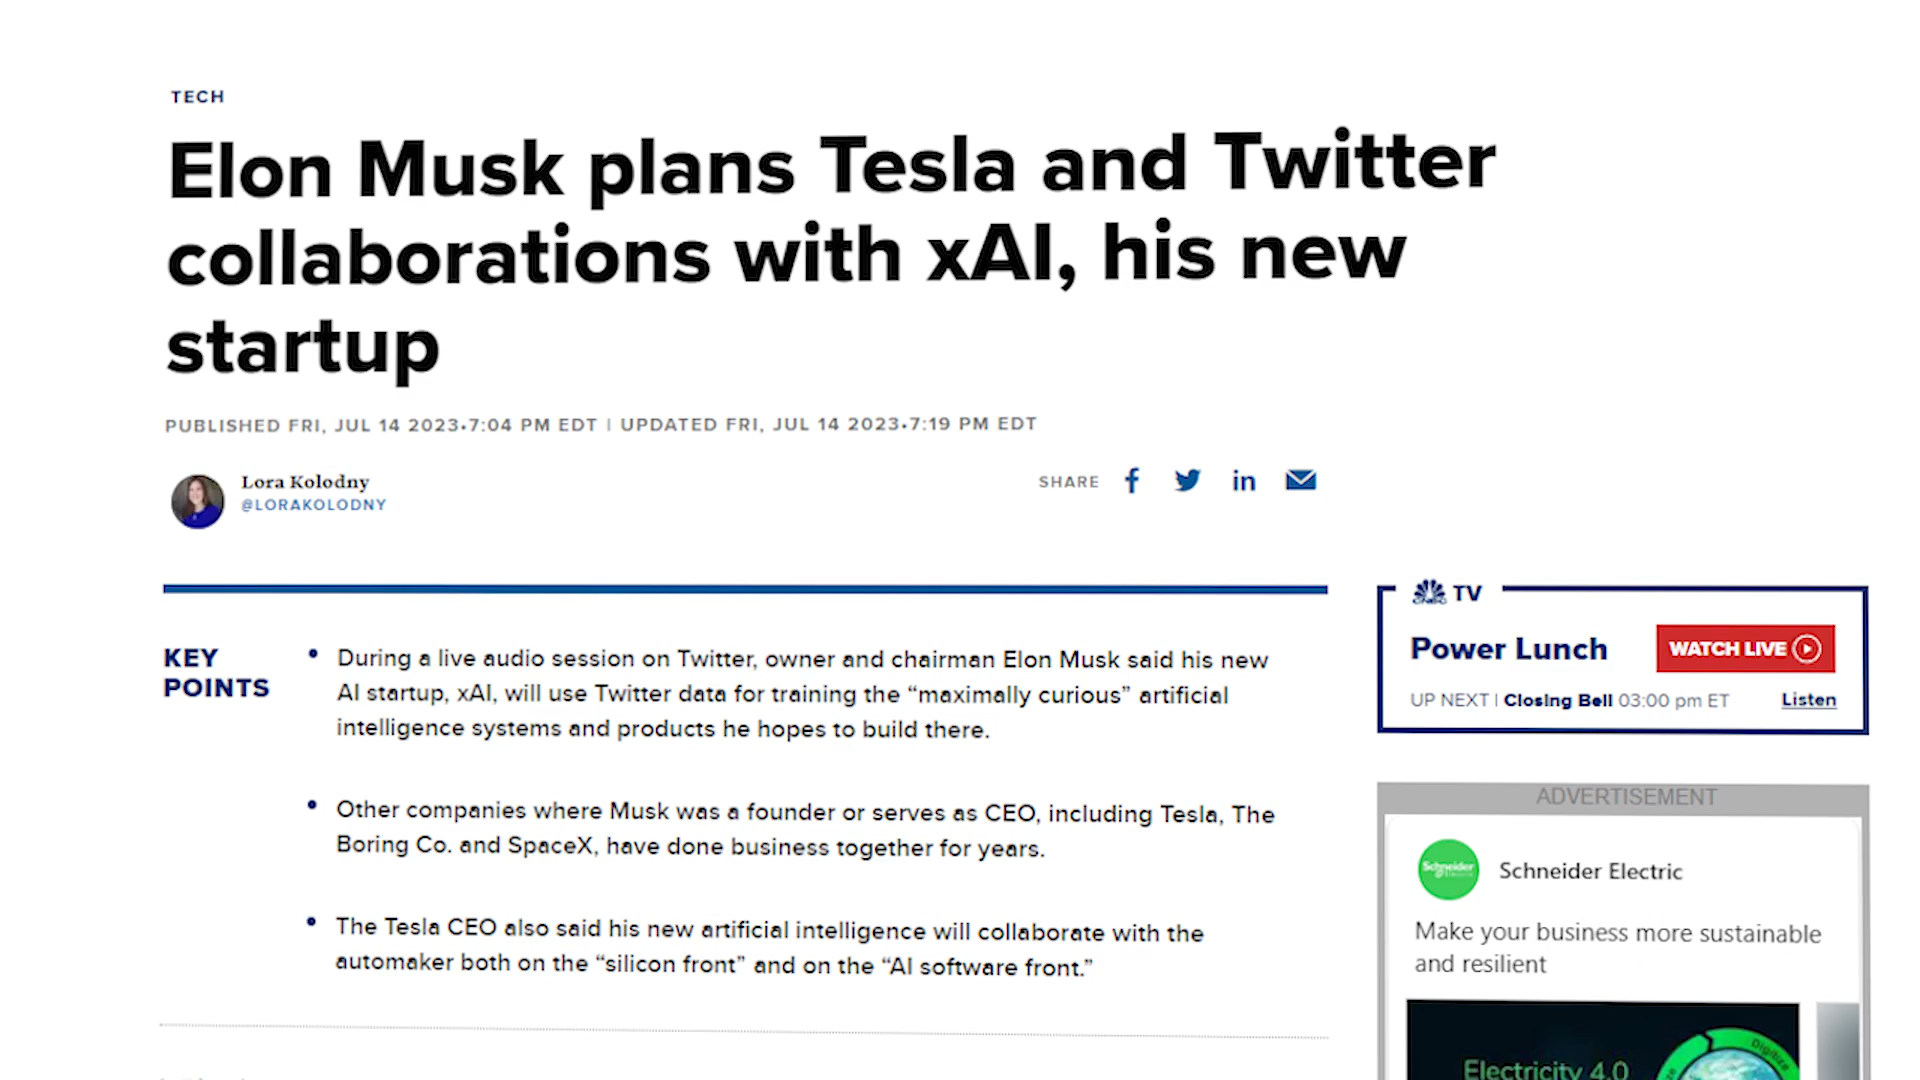 TECH
Elon Musk plans Tesla and Twitter
collaborations with xAI, his new
startup
PUBLISHED FRI, JUL 14 2023•7:04 PM EDT | UPDATED FRI, JUL 14 2023•7:19 PM EDT
Lora Kolodny
@LORAKOLODNY
SHARE
KEY
POINTS
• During a live audio session on Twitter, owner and chairman Elon Musk said his new
AI startup, xAI, will use Twitter data for training the “maximally curious” artificial
intelligence systems and products he hopes to build there.
• Other companies where Musk was a founder or serves as CEO, including Tesla, The
Boring Co. and SpaceX, have done business together for years.
• The Tesla CEO also said his new artificial intelligence will collaborate with the
automaker both on the “silicon front” and on the “AI software front.”
CNBC TV
Power Lunch
WATCH LIVE
UP NEXT | Closing Bell 03:00 pm ET
Listen
ADVERTISEMENT
Schneider
Schneider Electric
Make your business more sustainable
and resilient
Electricity 4.0
Digitize